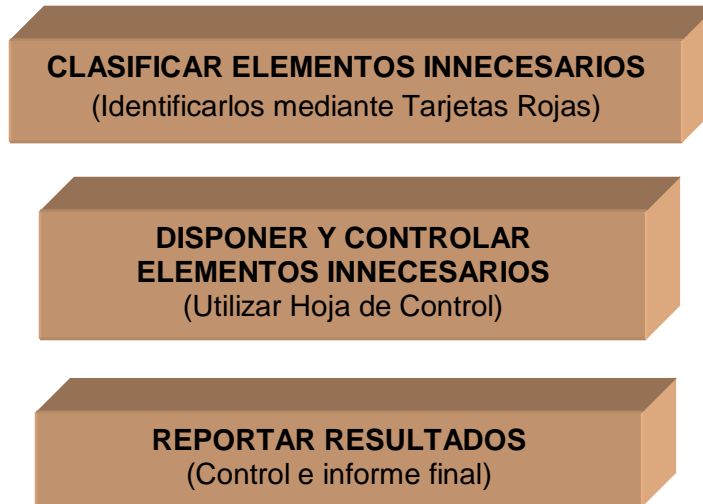 CLASIFICAR ELEMENTOS INNECESARIOS
(Identificarlos mediante Tarjetas Rojas)
DISPONER Y CONTROLAR
ELEMENTOS INNECESARIOS
(Utilizar Hoja de Control)
REPORTAR RESULTADOS
(Control e informe final)